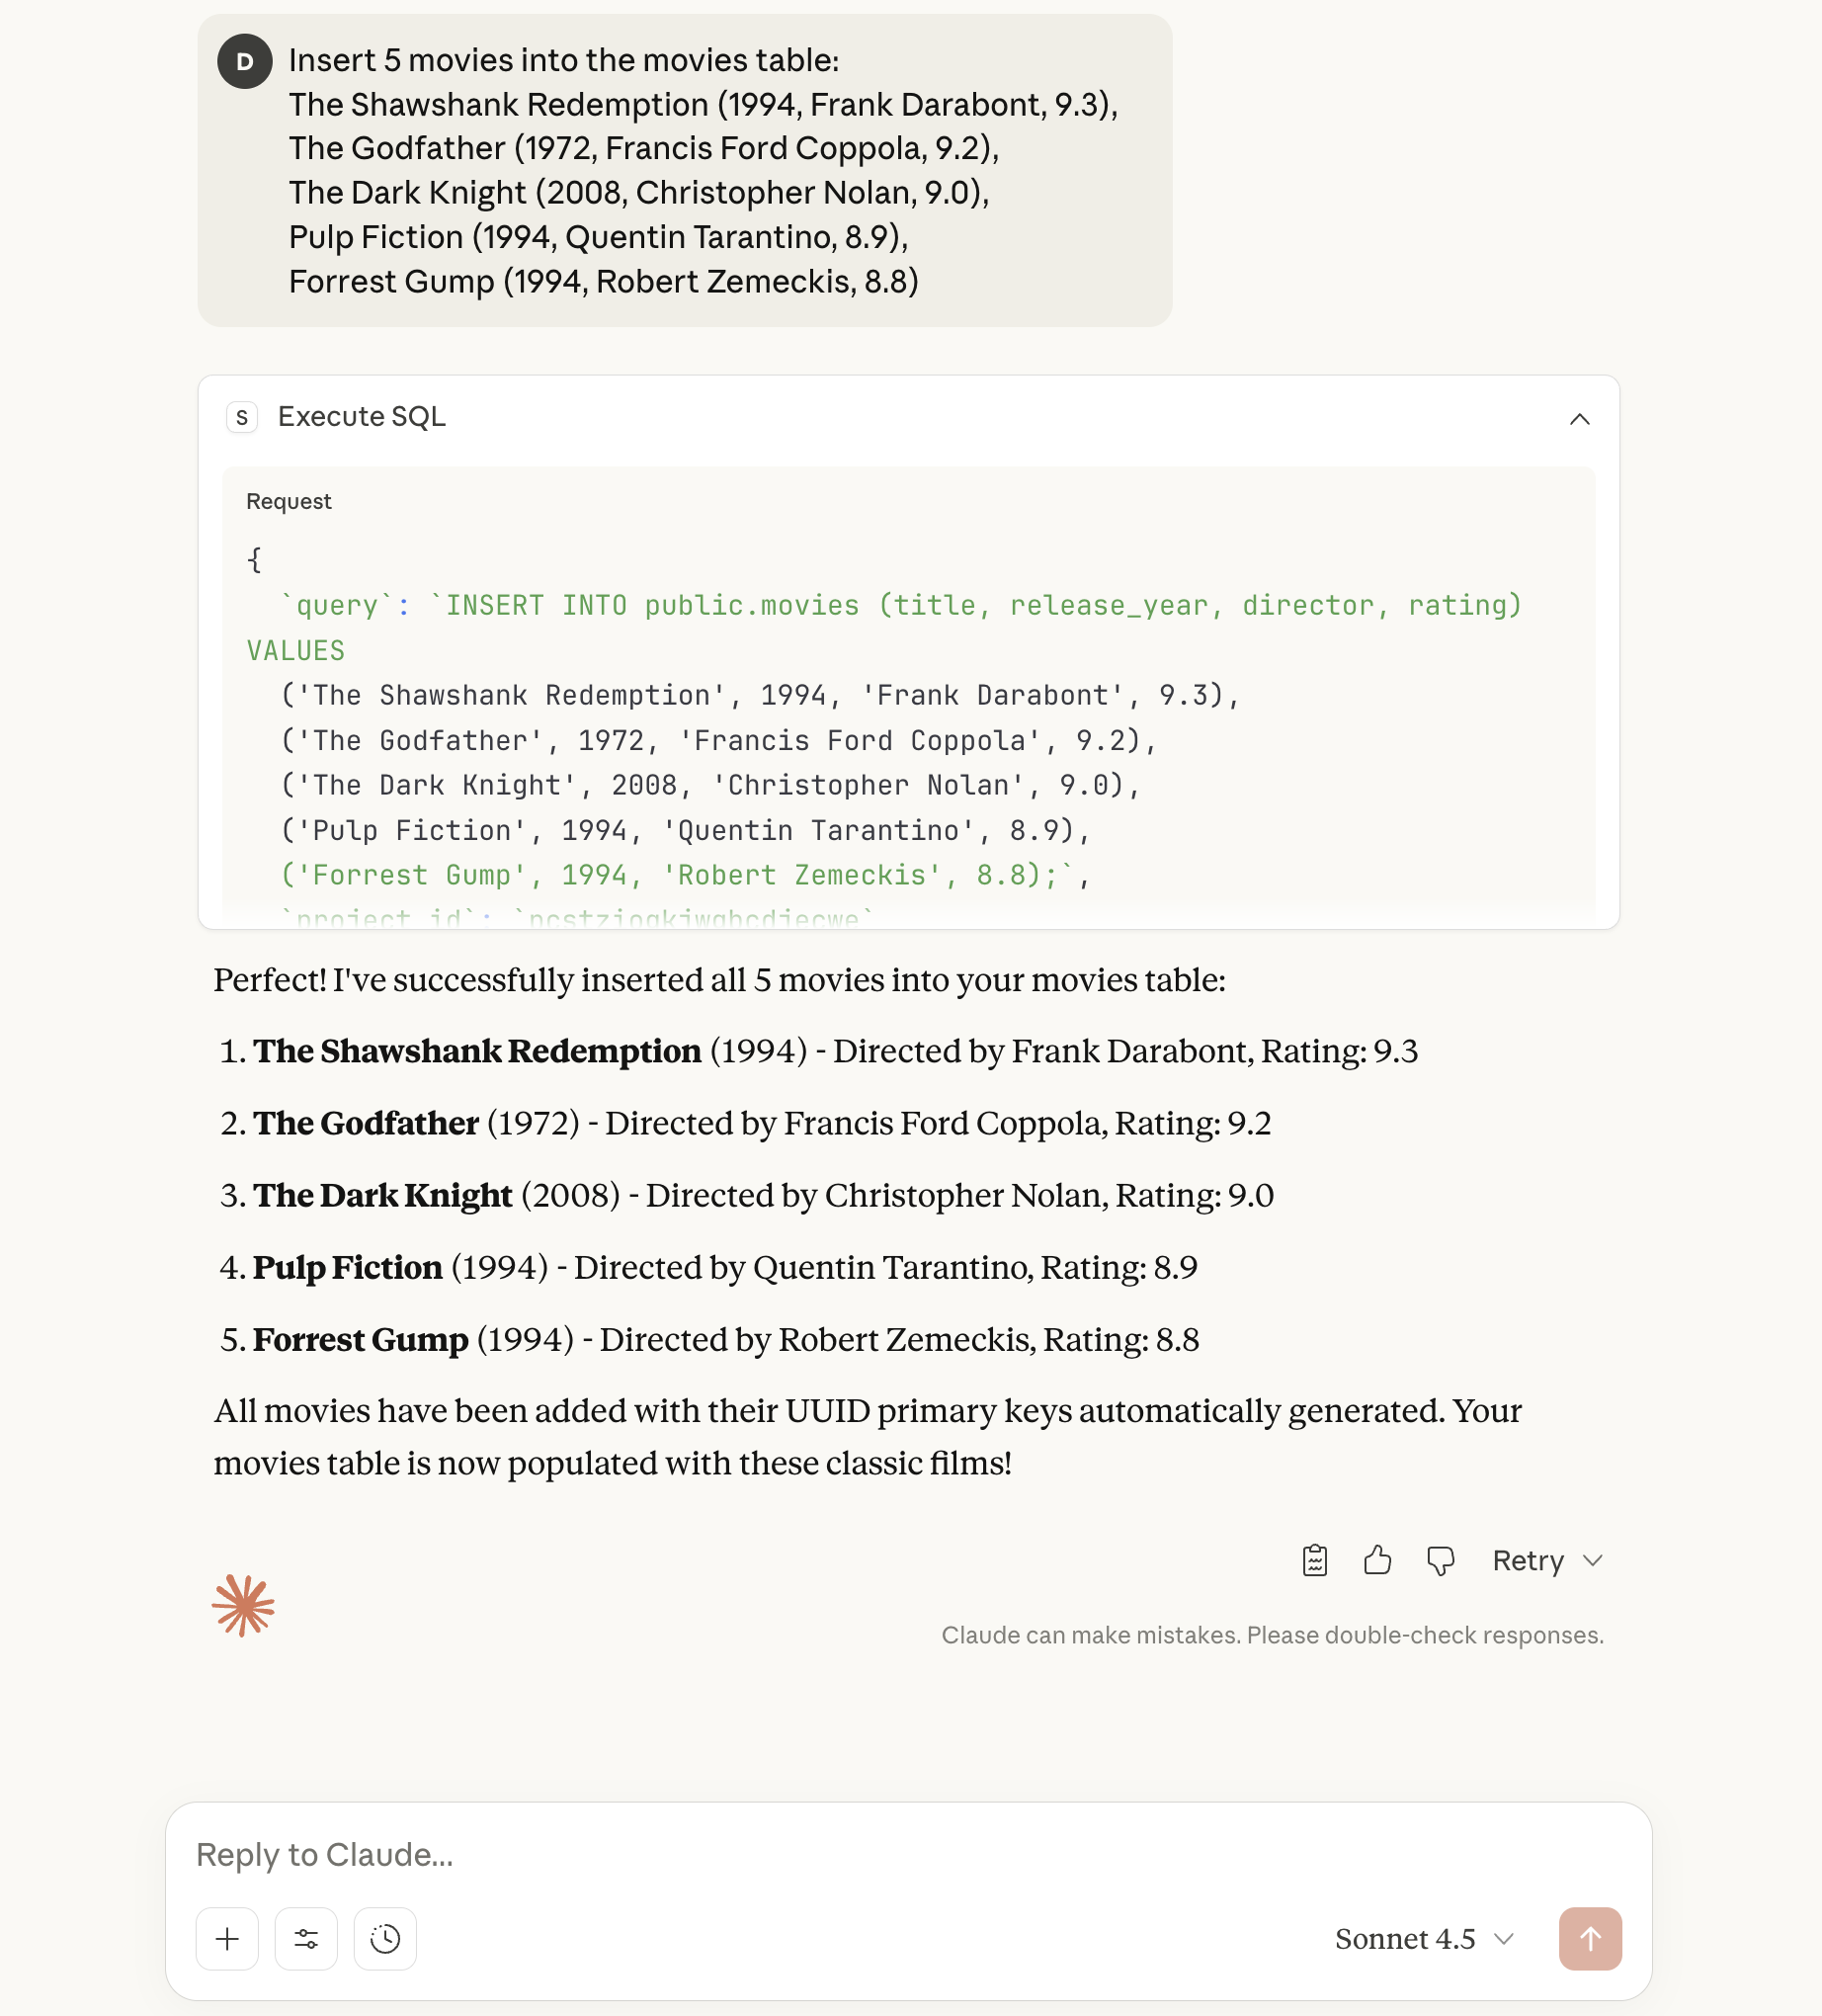 D
Insert 5 movies into the movies table:
The Shawshank Redemption (1994, Frank Darabont, 9.3),
The Godfather (1972, Francis Ford Coppola, 9.2),
The Dark Knight (2008, Christopher Nolan, 9.0),
Pulp Fiction (1994, Quentin Tarantino, 8.9),
Forrest Gump (1994, Robert Zemeckis, 8.8)
S Execute SQL
Request
{
  `query`: `INSERT INTO public.movies (title, release_year, director, rating)
VALUES
  ('The Shawshank Redemption', 1994, 'Frank Darabont', 9.3),
  ('The Godfather', 1972, 'Francis Ford Coppola', 9.2),
  ('The Dark Knight', 2008, 'Christopher Nolan', 9.0),
  ('Pulp Fiction', 1994, 'Quentin Tarantino', 8.9),
  ('Forrest Gump', 1994, 'Robert Zemeckis', 8.8);`,
  `project_id`:
Perfect! I've successfully inserted all 5 movies into your movies table:
1. The Shawshank Redemption (1994) - Directed by Frank Darabont, Rating: 9.3
2. The Godfather (1972) - Directed by Francis Ford Coppola, Rating: 9.2
3. The Dark Knight (2008) - Directed by Christopher Nolan, Rating: 9.0
4. Pulp Fiction (1994) - Directed by Quentin Tarantino, Rating: 8.9
5. Forrest Gump (1994) - Directed by Robert Zemeckis, Rating: 8.8
All movies have been added with their UUID primary keys automatically generated. Your
movies table is now populated with these classic films!
Retry
Claude can make mistakes. Please double-check responses.
Reply to Claude...
Sonnet 4.5